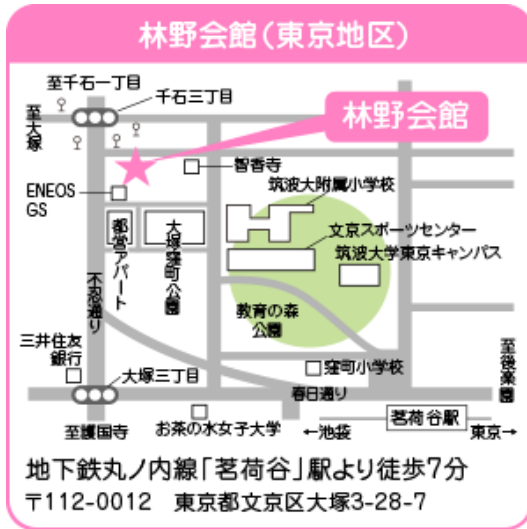 林野会館(東京地区)
至千石一丁目
千石三丁目
至大塚
林野会館
智香寺
筑波大附属小学校
ENEOS
GS
文京スポーツセンター
筑波大学東京キャンパス
都営アパート
大塚窪町公園
不忍通り
教育の森
公園
三井住友
銀行
窪町小学校
至後楽園
大塚三丁目
春日通り
茗荷谷駅
至護国寺
お茶の水女子大学
←池袋
東京→
地下鉄丸ノ内線「茗荷谷」駅より徒歩7分
〒112-0012 東京都文京区大塚3-28-7